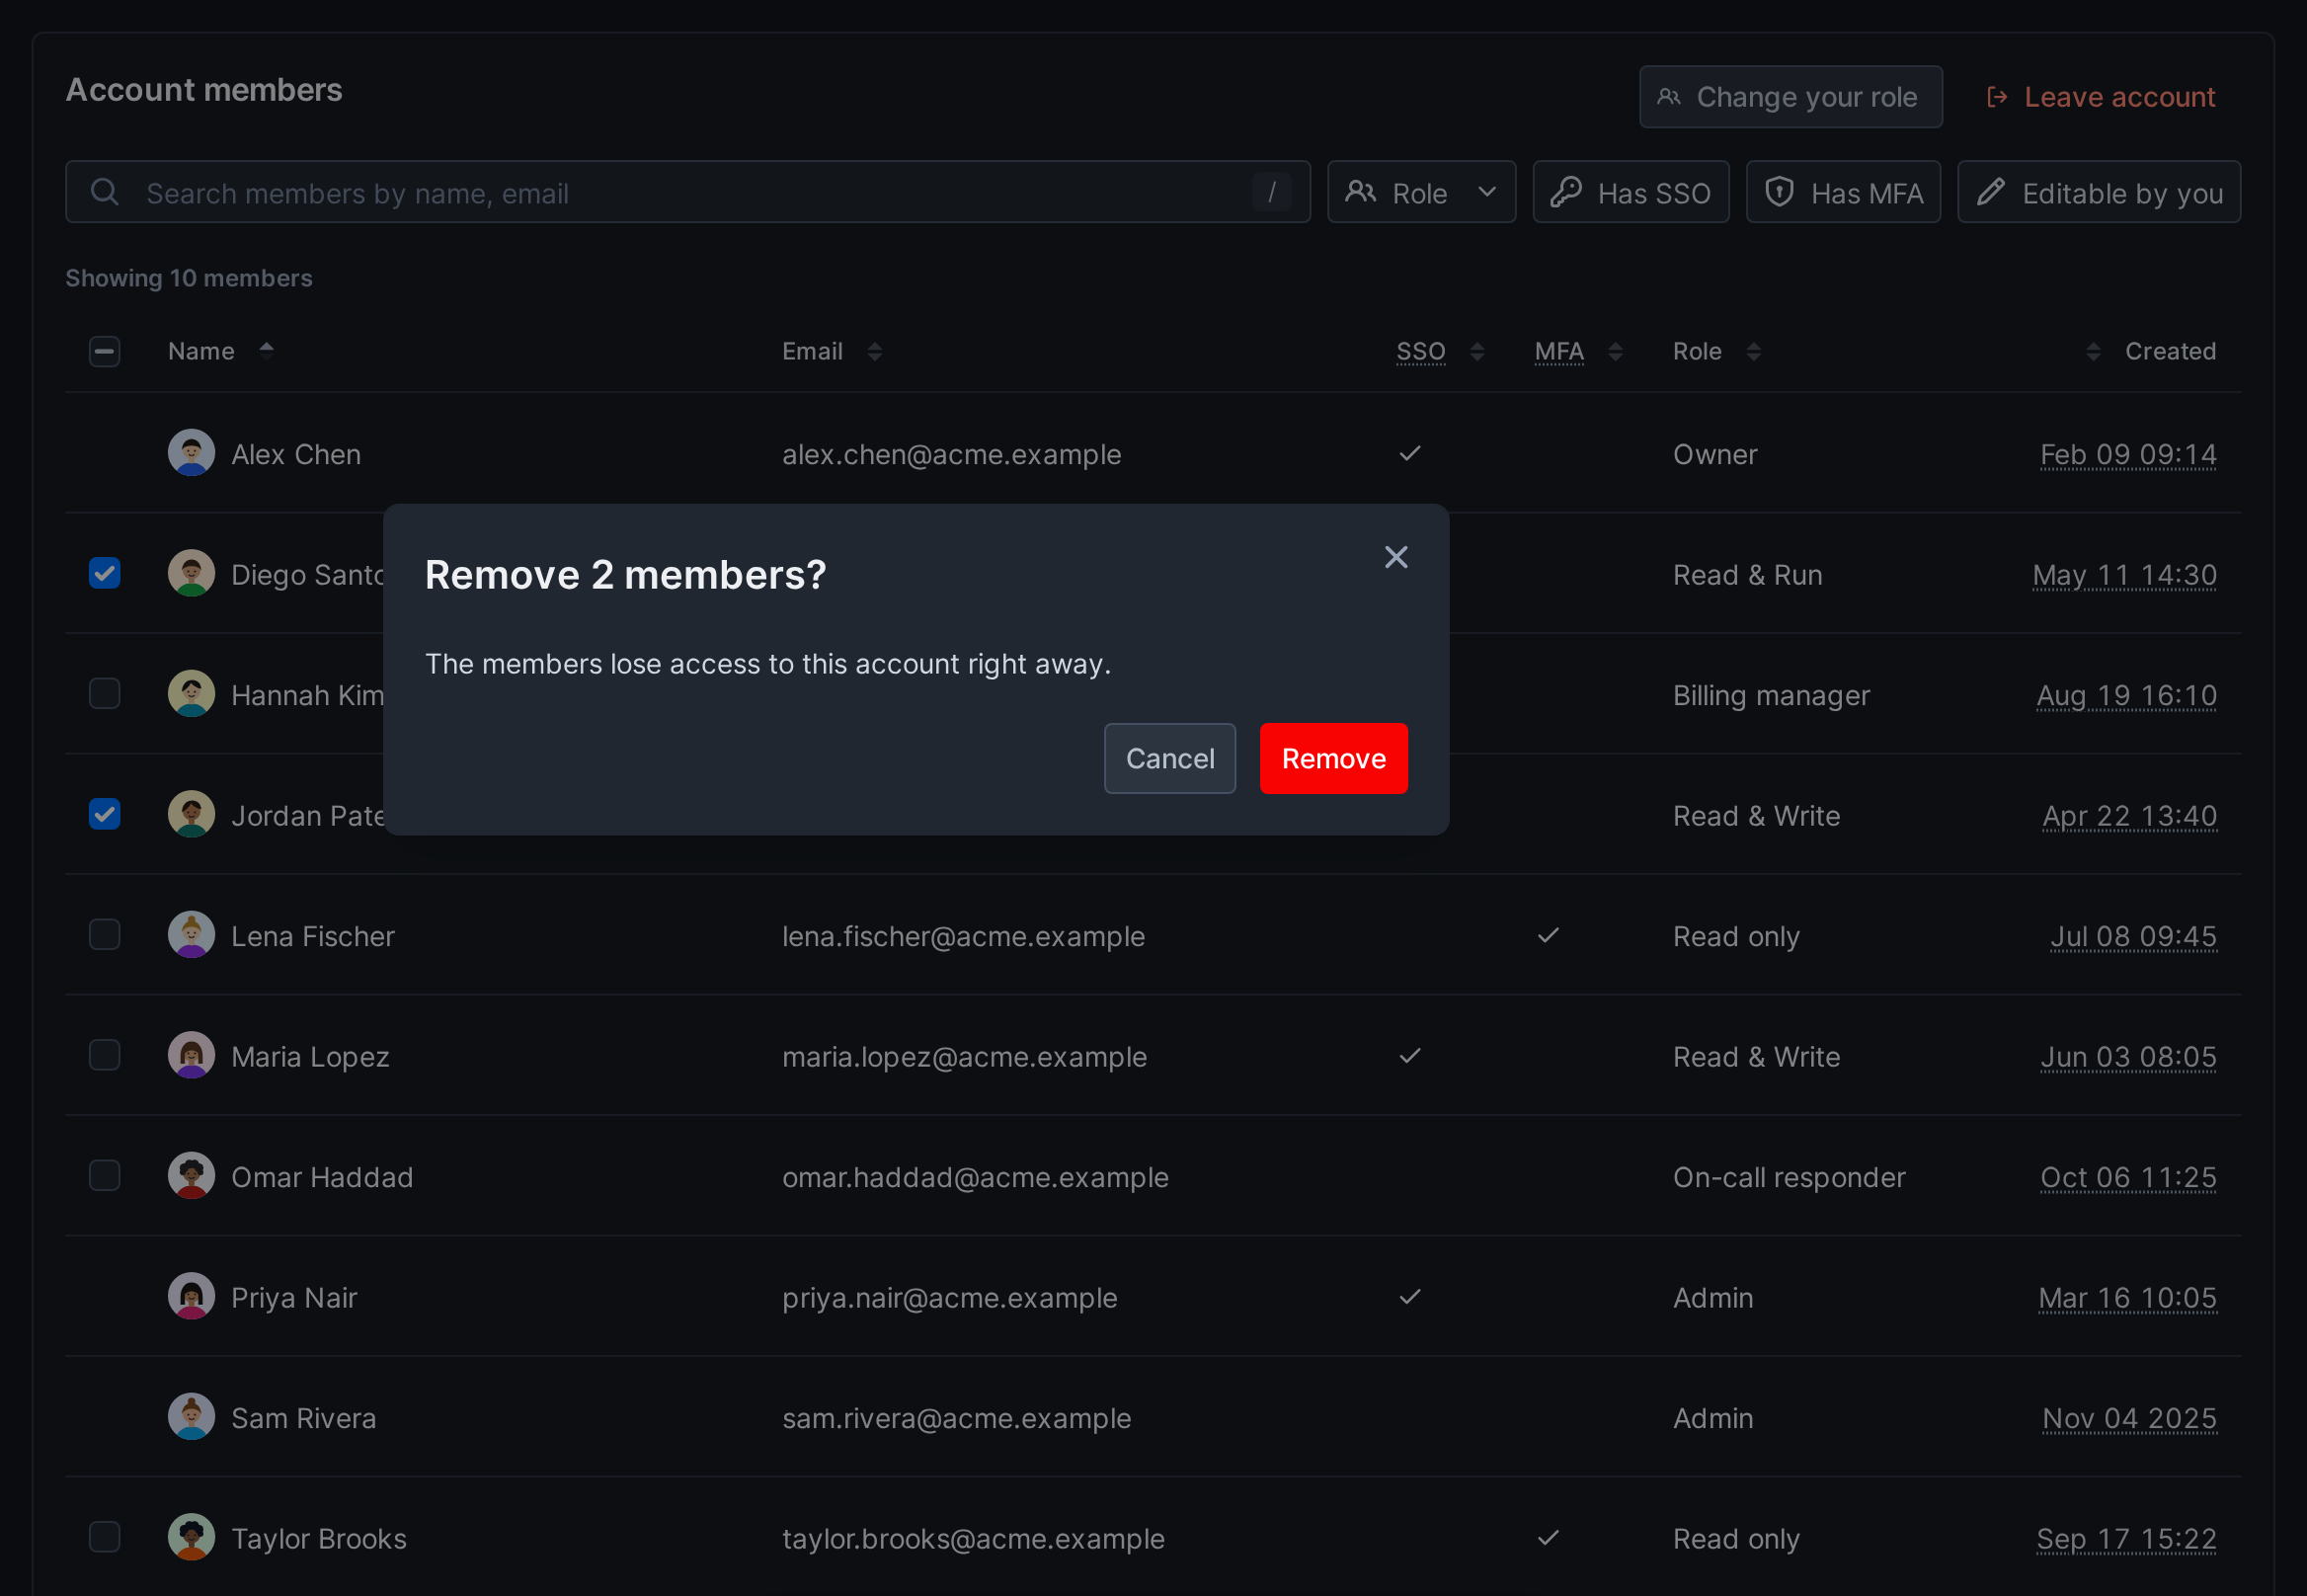 Account members
Change your role
Leave account
Search members by name, email /
Role
Has SSO
Has MFA
Editable by you
Showing 10 members
Name Email SSO MFA Role Created
Alex Chen alex.chen@acme.example Owner Feb 09 09:14
Diego Read & Run May 11 14:30
Hannah Kim Billing manager Aug 19 16:10
Jordan Read & Write Apr 22 13:40
Remove 2 members?
The members lose access to this account right away.
Cancel
Remove
Lena Fischer lena.fischer@acme.example Read only Jul 08 09:45
Maria Lopez maria.lopez@acme.example Read & Write Jun 03 08:05
Omar Haddad omar.haddad@acme.example On-call responder Oct 06 11:25
Priya Nair priya.nair@acme.example Admin Mar 16 10:05
Sam Rivera sam.rivera@acme.example Admin Nov 04 2025
Taylor Brooks taylor.brooks@acme.example Read only Sep 17 15:22